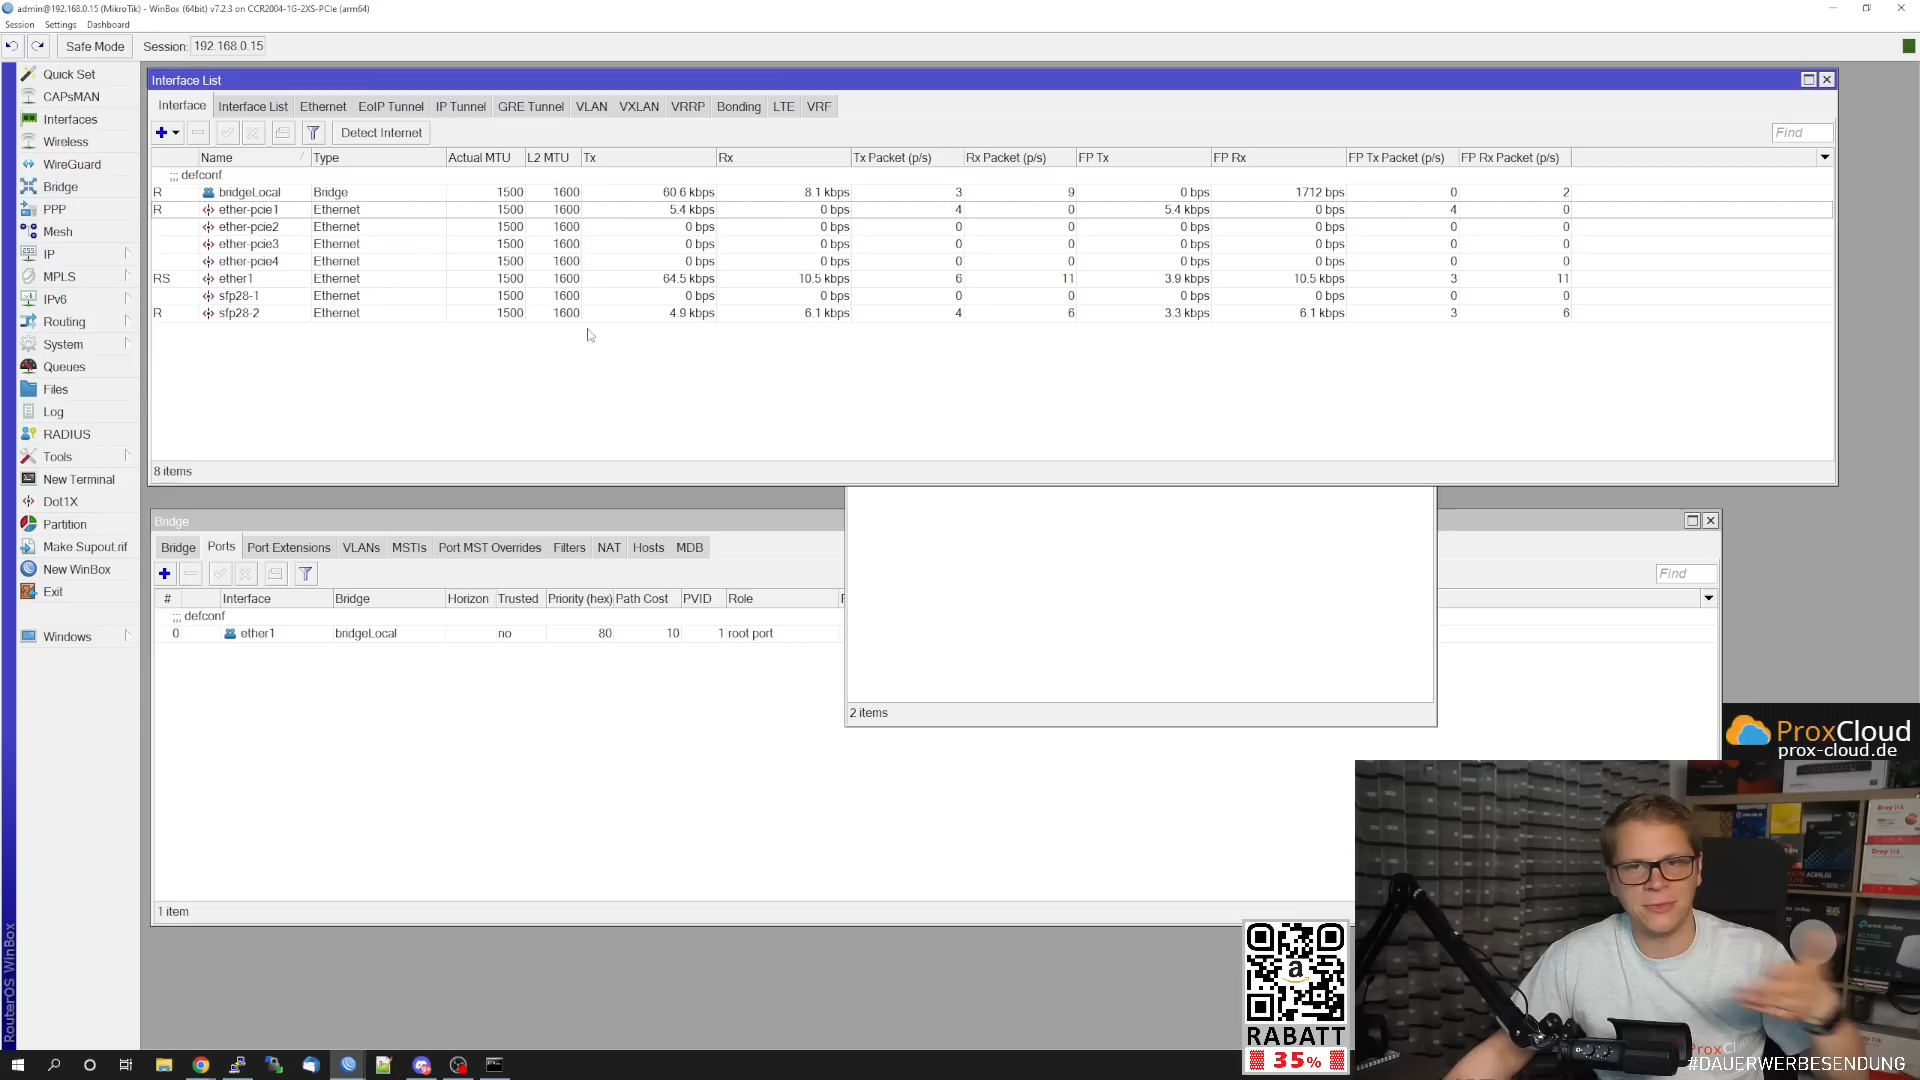 admin@192.168.0.15 (MikroTik) - WinBox (64bit) v7.2.3 on CCR2004-1G-2XS-PCIe (arm64)
Session Settings Dashboard
Safe Mode Session: 192.168.0.15
Quick Set
CAPsMAN
Interfaces
Wireless
WireGuard
Bridge
PPP
Mesh
IP
MPLS
IPv6
Routing
System
Queues
Files
Log
RADIUS
Tools
New Terminal
Dot1X
Partition
Make Supout.rif
New WinBox
Exit
Windows
RouterOS WinBox
Interface List
Interface Interface List Ethernet EoIP Tunnel IP Tunnel GRE Tunnel VLAN VXLAN VRRP Bonding LTE VRF
Detect Internet Find
Name Type Actual MTU L2 MTU Tx Rx Tx Packet (p/s) Rx Packet (p/s) FP Tx FP Rx FP Tx Packet (p/s) FP Rx Packet (p/s)
;;; defconf
R bridgeLocal Bridge 1500 1600 60.6 kbps 8.1 kbps 3 9 0 bps 1712 bps 0 2
R ether-pcie1 Ethernet 1500 1600 5.4 kbps 0 bps 4 0 5.4 kbps 0 bps 4 0
ether-pcie2 Ethernet 1500 1600 0 bps 0 bps 0 0 0 bps 0 bps 0 0
ether-pcie3 Ethernet 1500 1600 0 bps 0 bps 0 0 0 bps 0 bps 0 0
ether-pcie4 Ethernet 1500 1600 0 bps 0 bps 0 0 0 bps 0 bps 0 0
RS ether1 Ethernet 1500 1600 64.5 kbps 10.5 kbps 6 11 3.9 kbps 10.5 kbps 3 11
sfp28-1 Ethernet 1500 1600 0 bps 0 bps 0 0 0 bps 0 bps 0 0
R sfp28-2 Ethernet 1500 1600 4.9 kbps 6.1 kbps 4 6 3.3 kbps 6.1 kbps 3 6
8 items
Bridge
Bridge Ports Port Extensions VLANs MSTIs Port MST Overrides Filters NAT Hosts MDB
Find
# Interface Bridge Horizon Trusted Priority (hex) Path Cost PVID Role
;;; defconf
0 ether1 bridgeLocal no 80 10 1 root port
2 items
1 item
ProxCloud
prox-cloud.de
a
RABATT
35%
#DAUERWERBESENDUNG